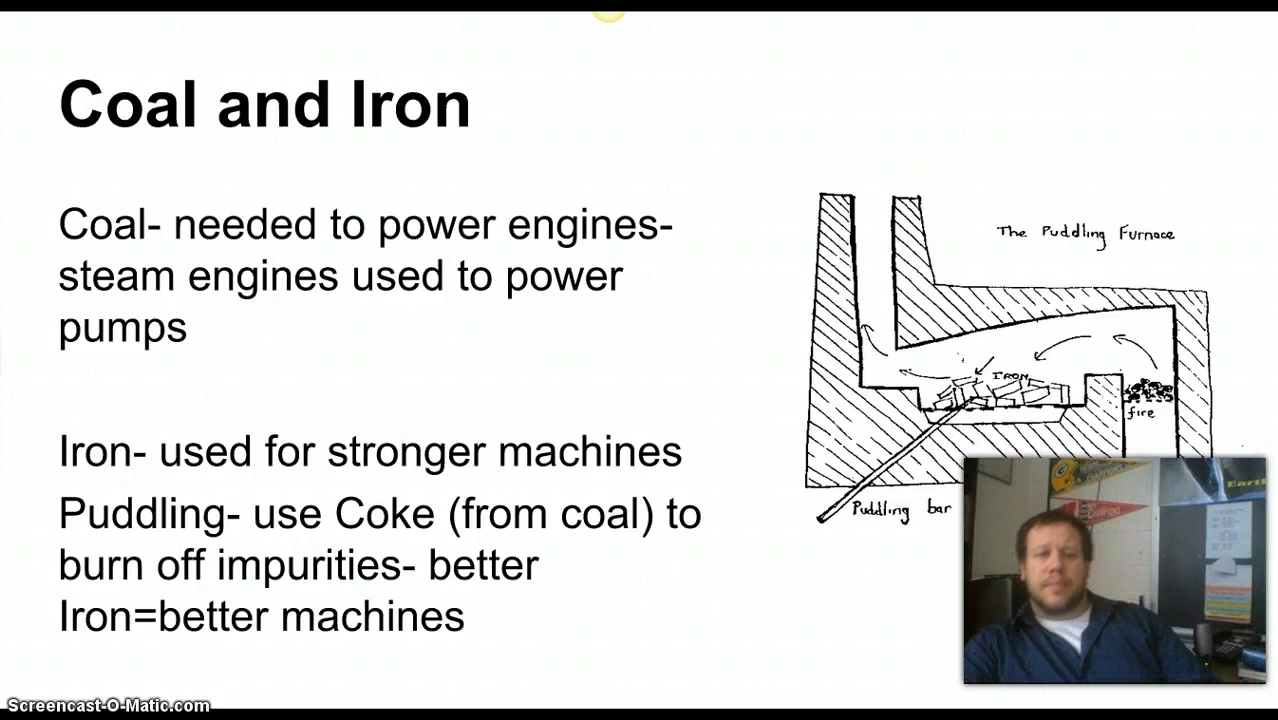 Coal and Iron
Coal- needed to power engines-
steam engines used to power
pumps
Iron- used for stronger machines
Puddling- use Coke (from coal) to
burn off impurities- better
Iron=better machines
The Puddling Furnace
IRON
fire
Puddling bar
Earth
Screencast-O-Matic.com